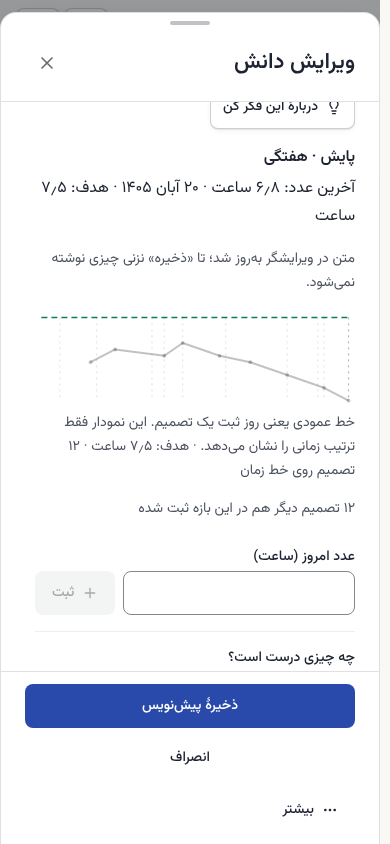 ویرایش دانش
دربارهٔ این فکر کن
پایش · هفتگی
آخرین عدد: ۶٫۸ ساعت · ۲۰ آبان ۱۴۰۵ · هدف: ۷٫۵
ساعت
متن در ویرایشگر به‌روز شد؛ تا «ذخیره» نزنی چیزی نوشته
نمی‌شود.
خط عمودی یعنی روز ثبت یک تصمیم. این نمودار فقط
ترتیب زمانی را نشان می‌دهد. · هدف: ۷٫۵ ساعت · ۱۲
تصمیم روی خط زمان
۱۲ تصمیم دیگر هم در این بازه ثبت شده
عدد امروز (ساعت)
ثبت
چه چیزی درست است؟
ذخیرهٔ پیش‌نویس
انصراف
بیشتر